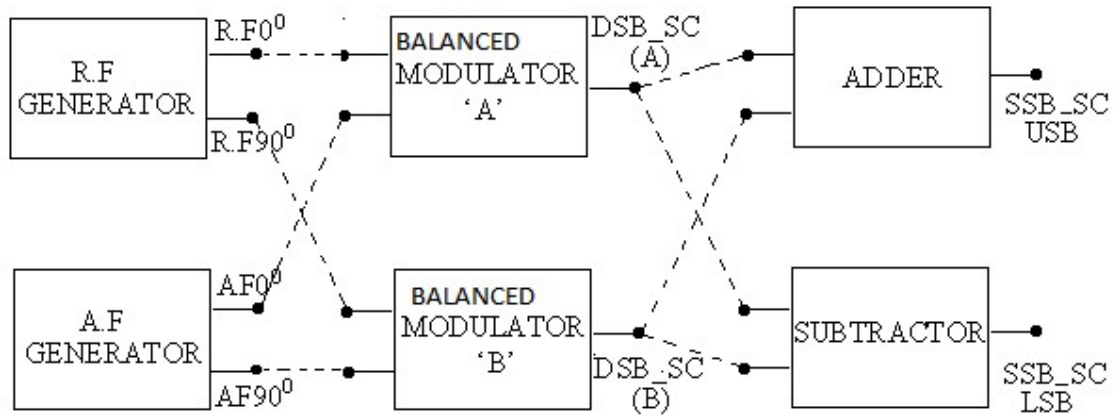 R.F
GENERATOR
R.F0⁰
R.F90⁰
BALANCED
MODULATOR
‘A’
DSB_SC
(A)
ADDER
SSB_SC
USB
A.F
GENERATOR
AF0⁰
AF90⁰
BALANCED
MODULATOR
‘B’
DSB_SC
(B)
SUBTRACTOR
SSB_SC
LSB